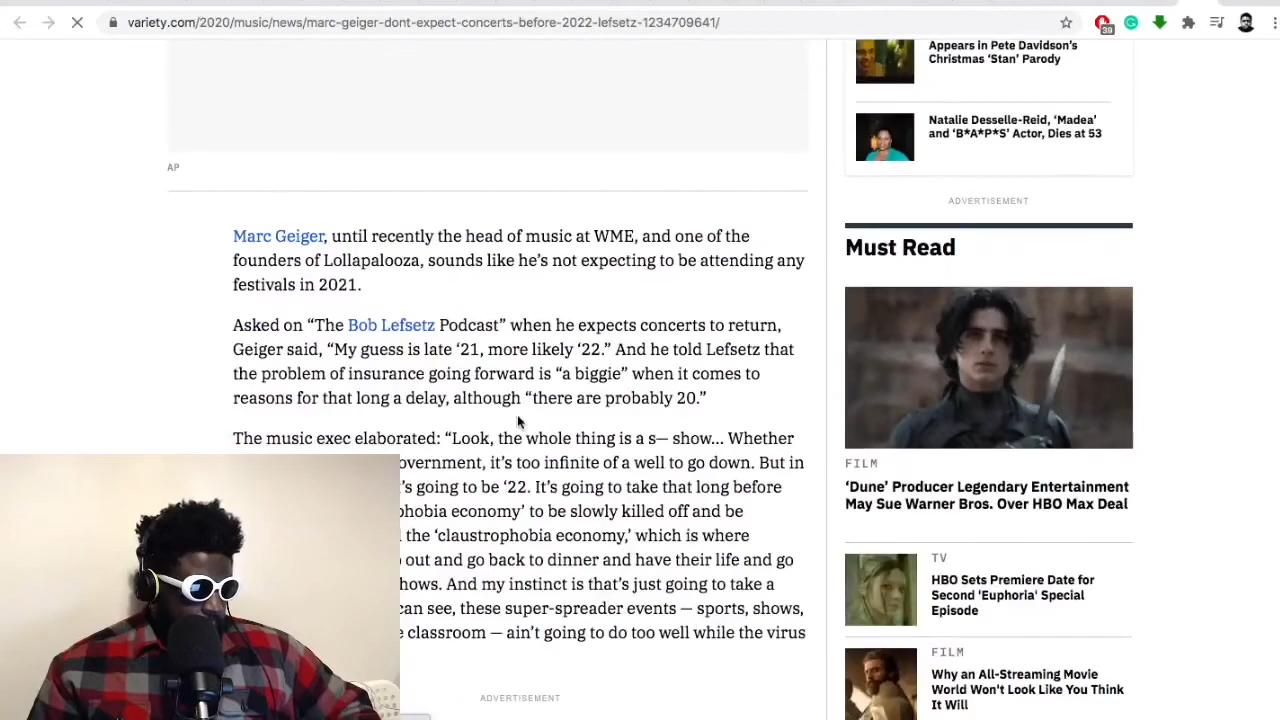 variety.com/2020/music/news/marc-geiger-dont-expect-concerts-before-2022-lefsetz-1234709641/
39
AP
Marc Geiger, until recently the head of music at WME, and one of the
founders of Lollapalooza, sounds like he's not expecting to be attending any
festivals in 2021.
Asked on “The Bob Lefsetz Podcast” when he expects concerts to return,
Geiger said, “My guess is late ‘21, more likely ‘22.” And he told Lefsetz that
the problem of insurance going forward is “a biggie” when it comes to
reasons for that long a delay, although “there are probably 20.”
The music exec elaborated: “Look, the whole thing is a s— show… Whether
overnment, it's too infinite of a well to go down. But in
's going to be ‘22. It's going to take that long before
phobia economy’ to be slowly killed off and be
the ‘claustrophobia economy,’ which is where
out and go back to dinner and have their life and go
hows. And my instinct is that's just going to take a
can see, these super-spreader events — sports, shows,
e classroom — ain't going to do too well while the virus
ADVERTISEMENT
Appears in Pete Davidson's
Christmas ‘Stan’ Parody
Natalie Desselle-Reid, ‘Madea’
and ‘B*A*P*S’ Actor, Dies at 53
ADVERTISEMENT
Must Read
FILM
‘Dune’ Producer Legendary Entertainment
May Sue Warner Bros. Over HBO Max Deal
TV
HBO Sets Premiere Date for
Second 'Euphoria' Special
Episode
FILM
Why an All-Streaming Movie
World Won't Look Like You Think
It Will